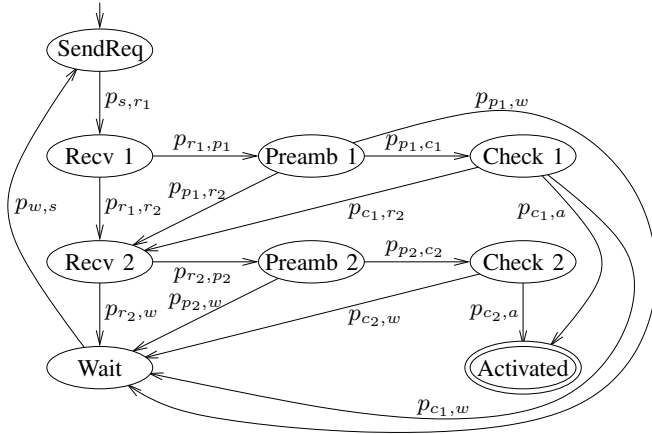 SendReq
p_{s,r_1}
p_{p_1,w}
Recv 1
p_{r_1,p_1}
Preamb 1
p_{p_1,c_1}
Check 1
p_{w,s}
p_{r_1,r_2}
p_{p_1,r_2}
p_{c_1,r_2}
p_{c_1,a}
Recv 2
p_{r_2,p_2}
Preamb 2
p_{p_2,c_2}
Check 2
p_{r_2,w}
p_{p_2,w}
p_{c_2,w}
p_{c_2,a}
Wait
Activated
p_{c_1,w}